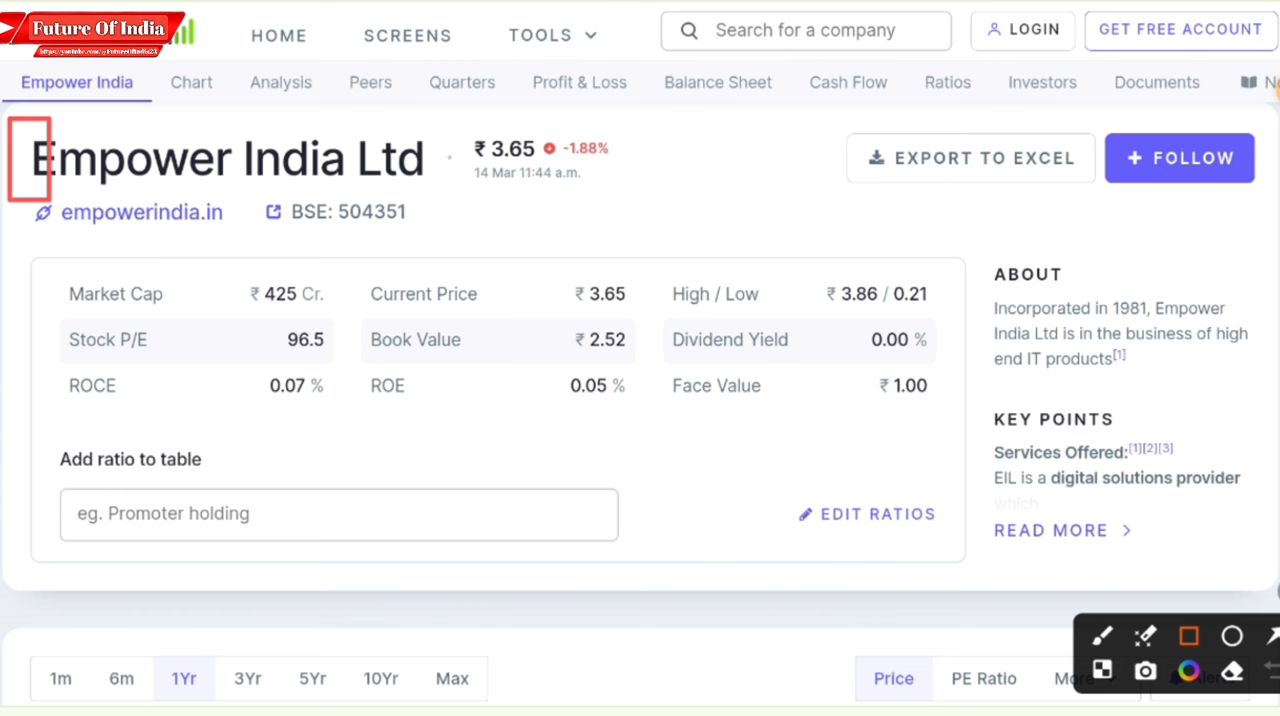 Future Of India
HOME SCREENS TOOLS Search for a company LOGIN GET FREE ACCOUNT
Empower India Chart Analysis Peers Quarters Profit & Loss Balance Sheet Cash Flow Ratios Investors Documents
Empower India Ltd ₹ 3.65 -1.88%
14 Mar 11:44 a.m.
EXPORT TO EXCEL + FOLLOW
empowerindia.in BSE: 504351
Market Cap ₹ 425 Cr. Current Price ₹ 3.65 High / Low ₹ 3.86 / 0.21
Stock P/E 96.5 Book Value ₹ 2.52 Dividend Yield 0.00 %
ROCE 0.07 % ROE 0.05 % Face Value ₹ 1.00
Add ratio to table
eg. Promoter holding
EDIT RATIOS
ABOUT
Incorporated in 1981, Empower
India Ltd is in the business of high
end IT products[1]
KEY POINTS
Services Offered:[1][2][3]
EIL is a digital solutions provider
which
READ MORE
1m 6m 1Yr 3Yr 5Yr 10Yr Max Price PE Ratio